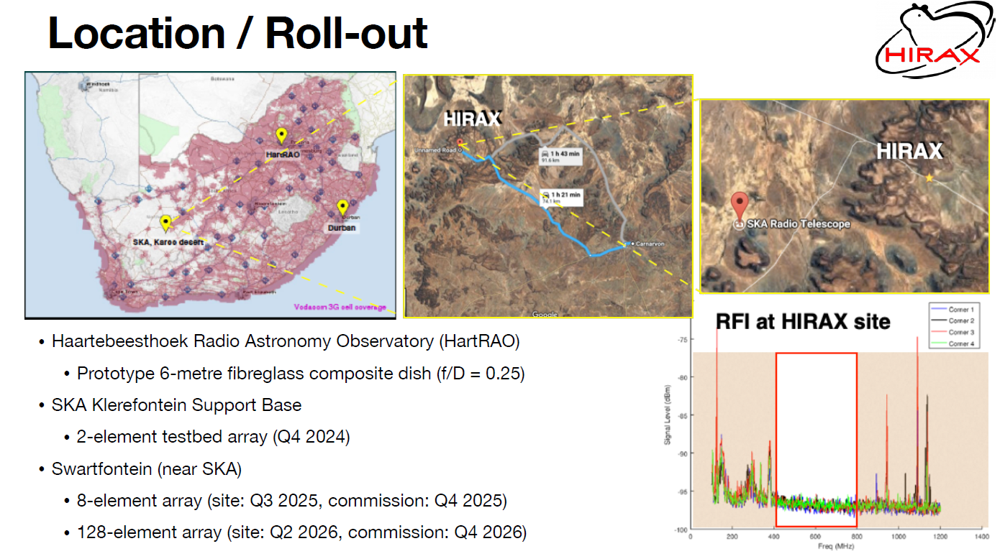 Location / Roll-out
HIRAX
Windhoek
Namibia
Botswana
HartRAO
Lesotho
Durban
Durban
SKA, Karoo desert
Cape Town
Port Elizabeth
Vodacom 3G cell coverage
HIRAX
Unnamed Road
1 h 43 min
91.6 km
1 h 21 min
74.1 km
Carnarvon
Google
HIRAX
SKA Radio Telescope
• Haartebeesthoek Radio Astronomy Observatory (HartRAO)
• Prototype 6-metre fibreglass composite dish (f/D = 0.25)
• SKA Klerefontein Support Base
• 2-element testbed array (Q4 2024)
• Swartfontein (near SKA)
• 8-element array (site: Q3 2025, commission: Q4 2025)
• 128-element array (site: Q2 2026, commission: Q4 2026)
RFI at HIRAX site
Corner 1
Corner 2
Corner 3
Corner 4
Signal Level (dBm)
-75
-80
-85
-90
-95
-100
0 200 400 600 800 1000 1200 1400
Freq (MHz)